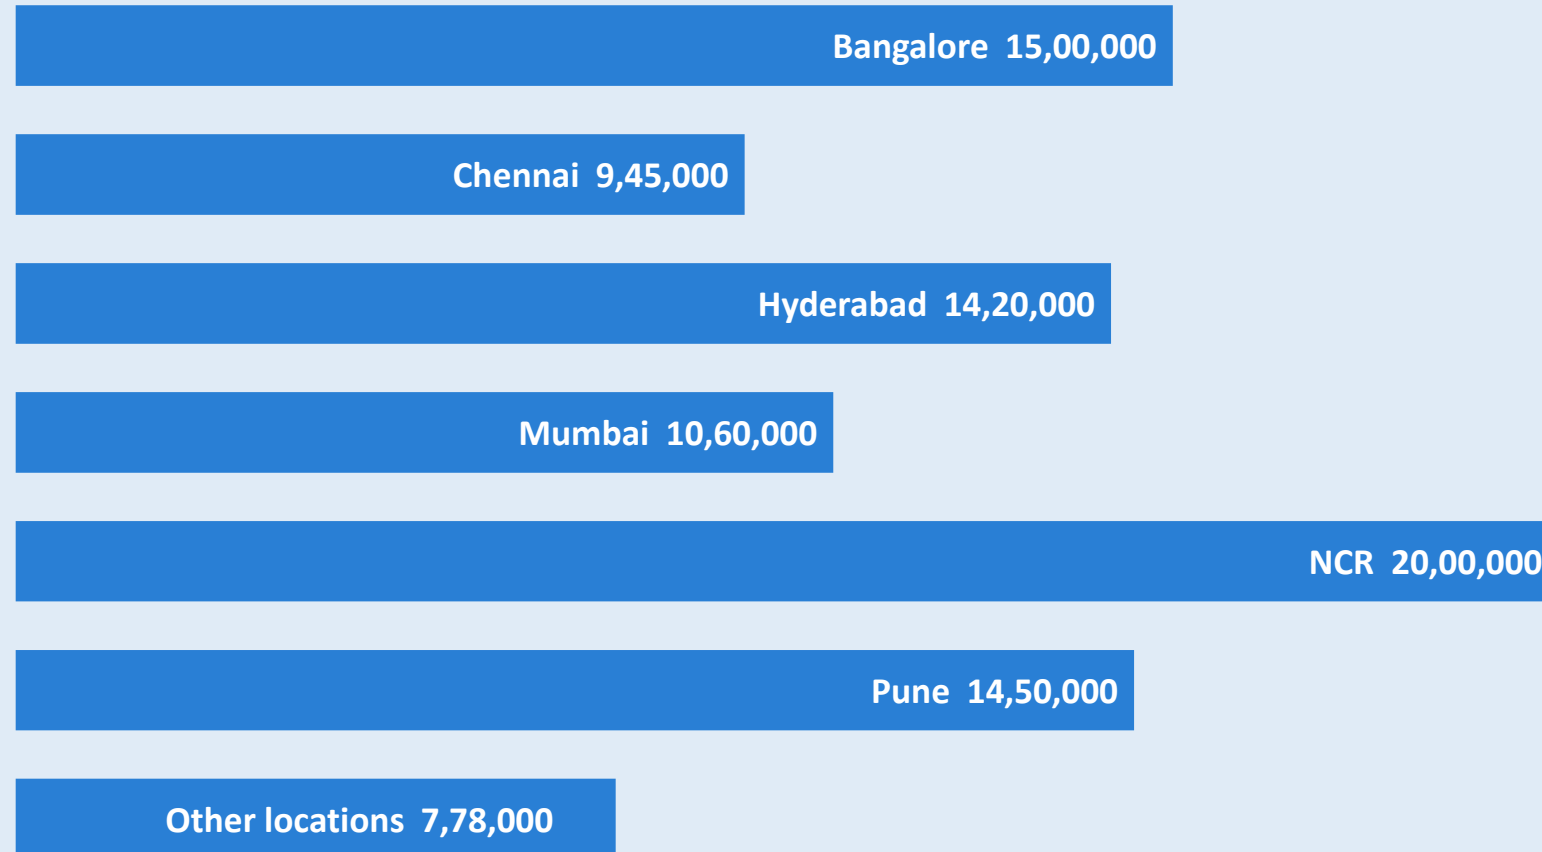 Bangalore 15,00,000
Chennai 9,45,000
Hyderabad 14,20,000
Mumbai 10,60,000
NCR 20,00,000
Pune 14,50,000
Other locations 7,78,000